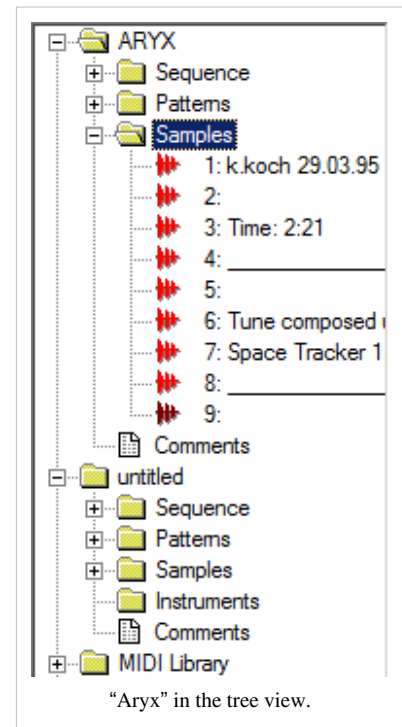 ARYX
Sequence
Patterns
Samples
1: k.koch 29.03.95
2:
3: Time: 2:21
4: ____________
5:
6: Tune composed
7: Space Tracker 1
8: ____________
9:
Comments
untitled
Sequence
Patterns
Samples
Instruments
Comments
MIDI Library
“Aryx” in the tree view.